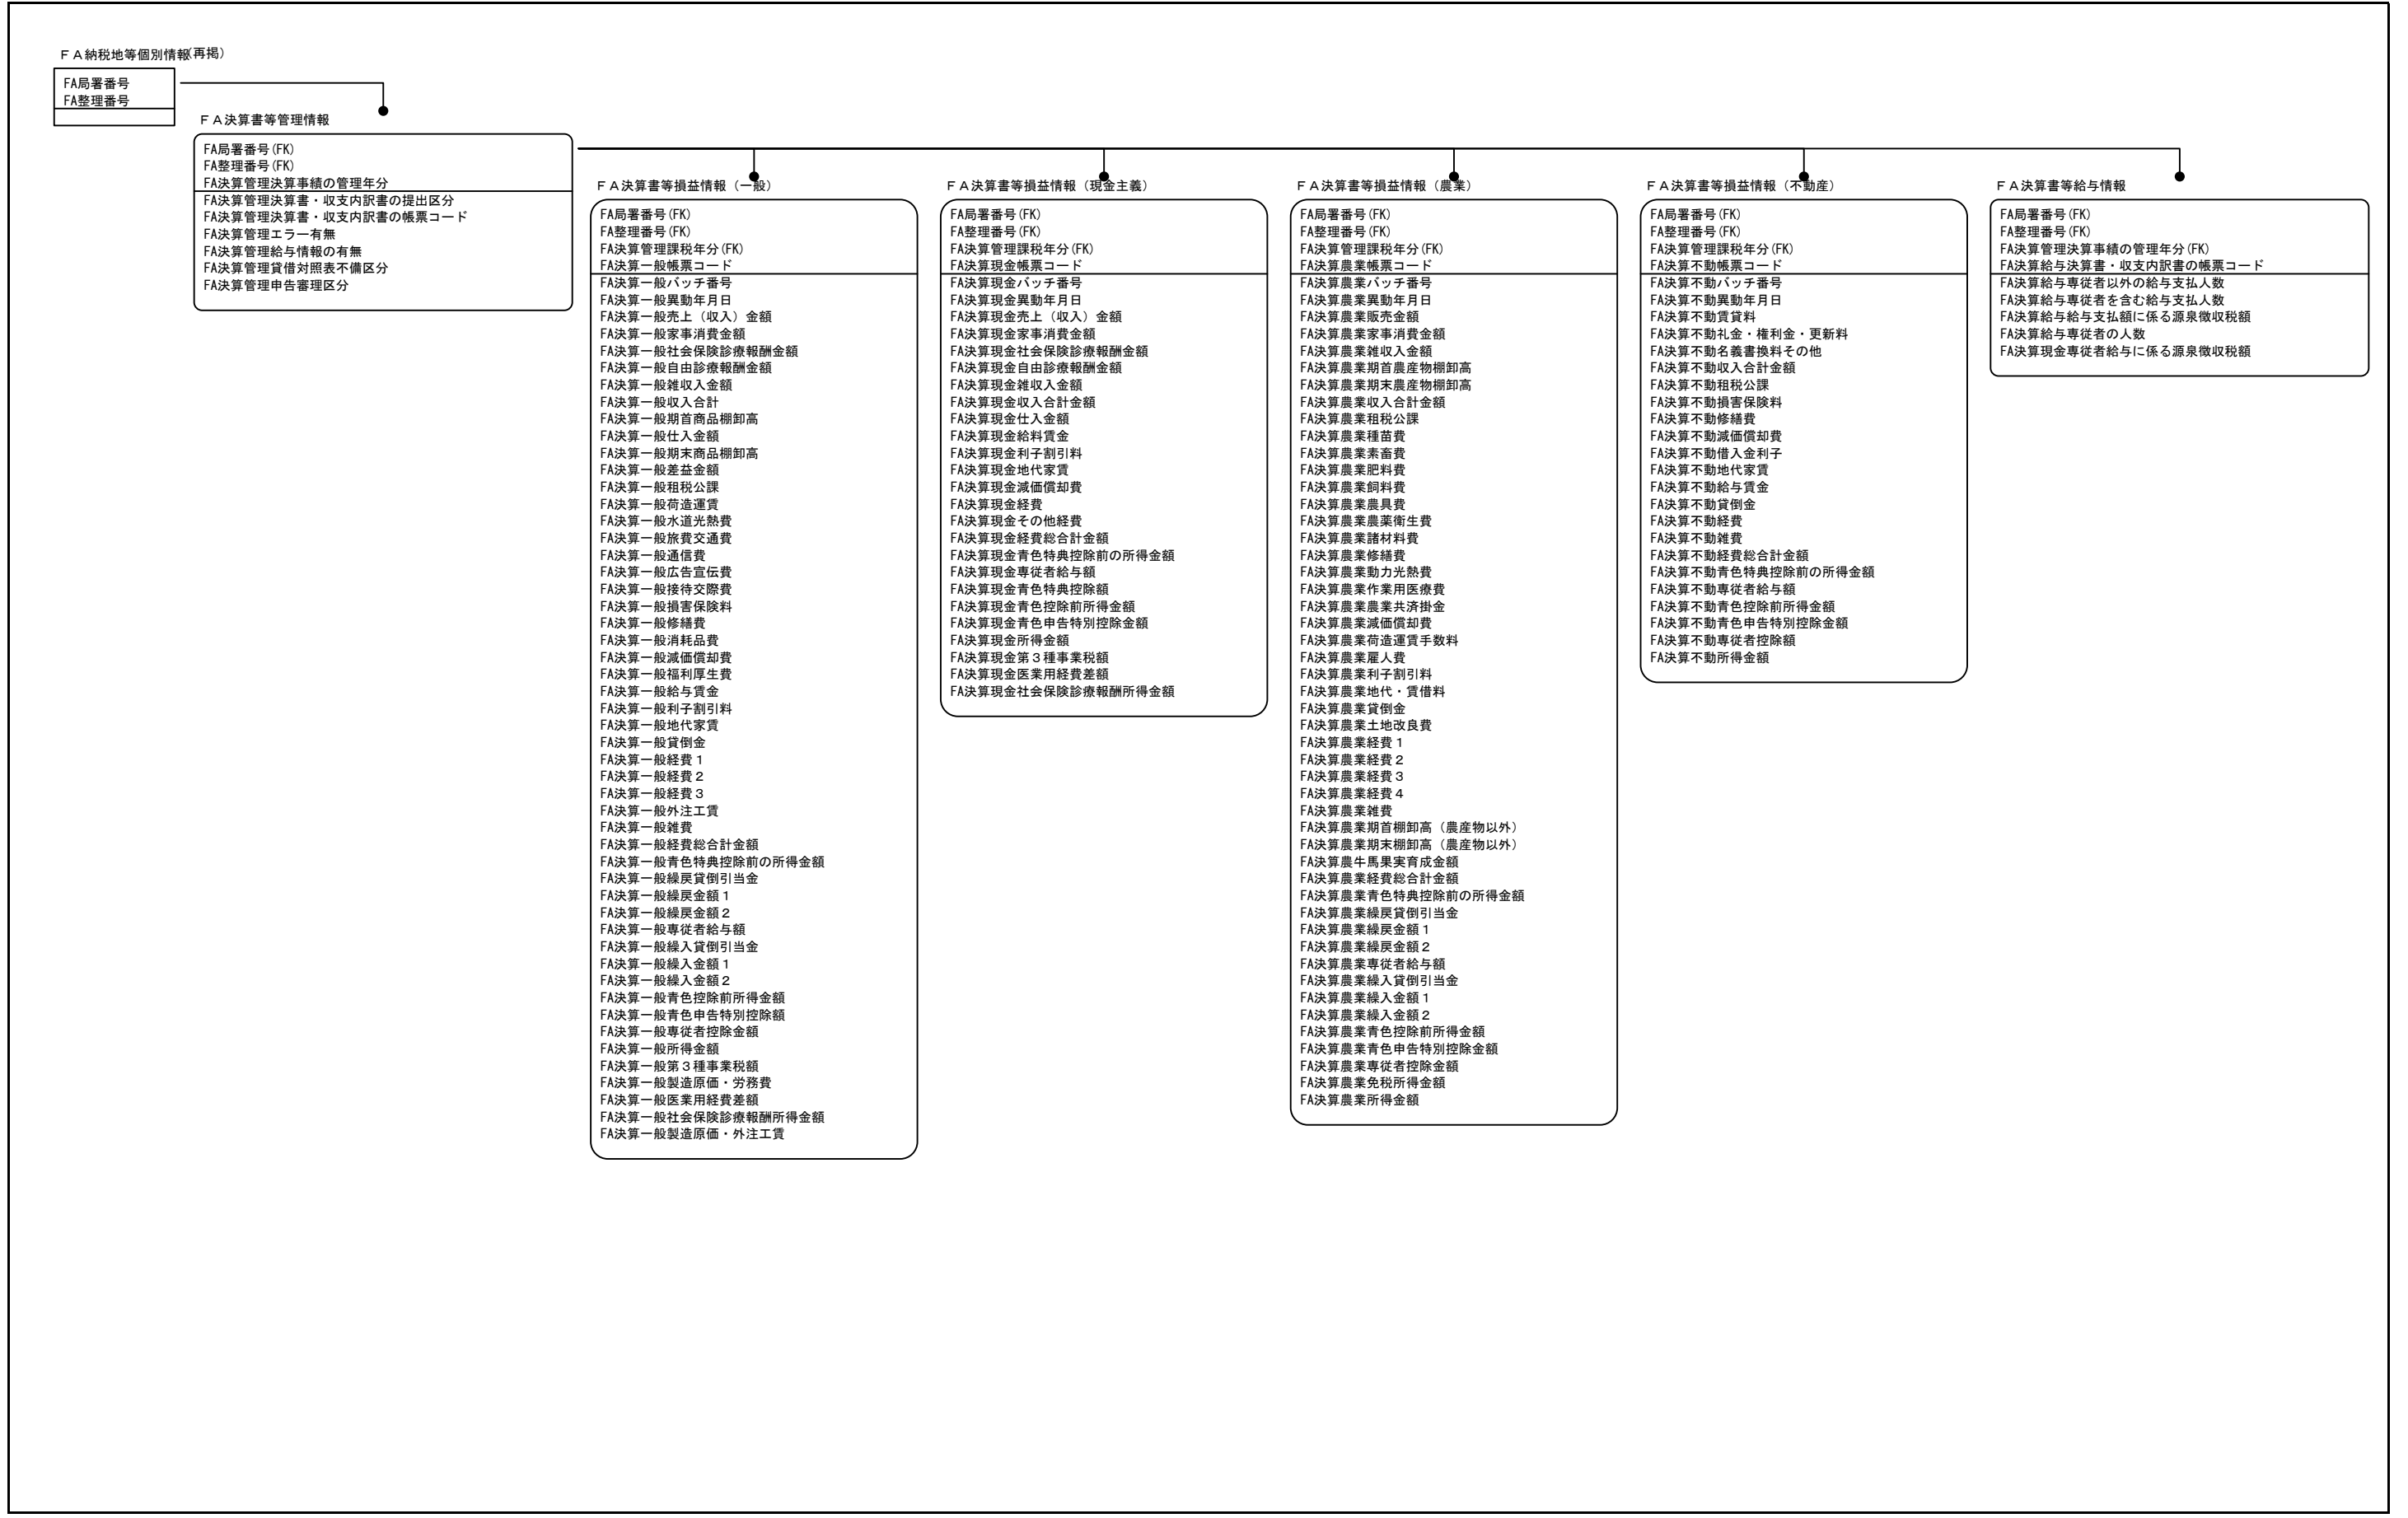 ＦＡ納税地等個別情報(再掲)
FA局署番号
FA整理番号
ＦＡ決算書等管理情報
FA局署番号(FK)
FA整理番号(FK)
FA決算管理決算事績の管理年分
FA決算管理決算書・収支内訳書の提出区分
FA決算管理決算書・収支内訳書の帳票コード
FA決算管理エラー有無
FA決算管理給与情報の有無
FA決算管理貸借対照表不備区分
FA決算管理申告審理区分
ＦＡ決算書等損益情報（一般）
FA局署番号(FK)
FA整理番号(FK)
FA決算管理課税年分(FK)
FA決算一般帳票コード
FA決算一般バッチ番号
FA決算一般異動年月日
FA決算一般売上（収入）金額
FA決算一般家事消費金額
FA決算一般社会保険診療報酬金額
FA決算一般自由診療報酬金額
FA決算一般雑収入金額
FA決算一般収入合計
FA決算一般期首商品棚卸高
FA決算一般仕入金額
FA決算一般期末商品棚卸高
FA決算一般差益金額
FA決算一般租税公課
FA決算一般荷造運賃
FA決算一般水道光熱費
FA決算一般旅費交通費
FA決算一般通信費
FA決算一般広告宣伝費
FA決算一般接待交際費
FA決算一般損害保険料
FA決算一般修繕費
FA決算一般消耗品費
FA決算一般減価償却費
FA決算一般福利厚生費
FA決算一般給与賃金
FA決算一般利子割引料
FA決算一般地代家賃
FA決算一般貸倒金
FA決算一般経費１
FA決算一般経費２
FA決算一般経費３
FA決算一般外注工賃
FA決算一般雑費
FA決算一般経費総合計金額
FA決算一般青色特典控除前の所得金額
FA決算一般繰戻貸倒引当金
FA決算一般繰戻金額１
FA決算一般繰戻金額２
FA決算一般専従者給与額
FA決算一般繰入貸倒引当金
FA決算一般繰入金額１
FA決算一般繰入金額２
FA決算一般青色控除前所得金額
FA決算一般青色申告特別控除額
FA決算一般専従者控除金額
FA決算一般所得金額
FA決算一般第３種事業税額
FA決算一般製造原価・労務費
FA決算一般医業用経費差額
FA決算一般社会保険診療報酬所得金額
FA決算一般製造原価・外注工賃
ＦＡ決算書等損益情報（現金主義）
FA局署番号(FK)
FA整理番号(FK)
FA決算管理課税年分(FK)
FA決算現金帳票コード
FA決算現金バッチ番号
FA決算現金異動年月日
FA決算現金売上（収入）金額
FA決算現金家事消費金額
FA決算現金社会保険診療報酬金額
FA決算現金自由診療報酬金額
FA決算現金雑収入金額
FA決算現金収入合計金額
FA決算現金仕入金額
FA決算現金給料賃金
FA決算現金利子割引料
FA決算現金地代家賃
FA決算現金減価償却費
FA決算現金経費
FA決算現金その他経費
FA決算現金経費総合計金額
FA決算現金青色特典控除前の所得金額
FA決算現金専従者給与額
FA決算現金青色特典控除額
FA決算現金青色控除前所得金額
FA決算現金青色申告特別控除金額
FA決算現金所得金額
FA決算現金第３種事業税額
FA決算現金医業用経費差額
FA決算現金社会保険診療報酬所得金額
ＦＡ決算書等損益情報（農業）
FA局署番号(FK)
FA整理番号(FK)
FA決算管理課税年分(FK)
FA決算農業帳票コード
FA決算農業バッチ番号
FA決算農業異動年月日
FA決算農業販売金額
FA決算農業家事消費金額
FA決算農業雑収入金額
FA決算農業期首農産物棚卸高
FA決算農業期末農産物棚卸高
FA決算農業収入合計金額
FA決算農業租税公課
FA決算農業種苗費
FA決算農業素畜費
FA決算農業肥料費
FA決算農業飼料費
FA決算農業農具費
FA決算農業農薬衛生費
FA決算農業諸材料費
FA決算農業修繕費
FA決算農業動力光熱費
FA決算農業作業用医療費
FA決算農業農業共済掛金
FA決算農業減価償却費
FA決算農業荷造運賃手数料
FA決算農業雇人費
FA決算農業利子割引料
FA決算農業地代・賃借料
FA決算農業貸倒金
FA決算農業土地改良費
FA決算農業経費１
FA決算農業経費２
FA決算農業経費３
FA決算農業経費４
FA決算農業雑費
FA決算農業期首棚卸高（農産物以外）
FA決算農業期末棚卸高（農産物以外）
FA決算農牛馬果実育成金額
FA決算農業経費総合計金額
FA決算農業青色特典控除前の所得金額
FA決算農業繰戻貸倒引当金
FA決算農業繰戻金額１
FA決算農業繰戻金額２
FA決算農業専従者給与額
FA決算農業繰入貸倒引当金
FA決算農業繰入金額１
FA決算農業繰入金額２
FA決算農業青色控除前所得金額
FA決算農業青色申告特別控除金額
FA決算農業専従者控除金額
FA決算農業免税所得金額
FA決算農業所得金額
ＦＡ決算書等損益情報（不動産）
FA局署番号(FK)
FA整理番号(FK)
FA決算管理課税年分(FK)
FA決算不動帳票コード
FA決算不動バッチ番号
FA決算不動異動年月日
FA決算不動賃貸料
FA決算不動礼金・権利金・更新料
FA決算不動名義書換料その他
FA決算不動収入合計金額
FA決算不動租税公課
FA決算不動損害保険料
FA決算不動修繕費
FA決算不動減価償却費
FA決算不動借入金利子
FA決算不動地代家賃
FA決算不動給与賃金
FA決算不動貸倒金
FA決算不動経費
FA決算不動雑費
FA決算不動経費総合計金額
FA決算不動青色特典控除前の所得金額
FA決算不動専従者給与額
FA決算不動青色控除前所得金額
FA決算不動青色申告特別控除金額
FA決算不動専従者控除額
FA決算不動所得金額
ＦＡ決算書等給与情報
FA局署番号(FK)
FA整理番号(FK)
FA決算管理決算事績の管理年分(FK)
FA決算給与決算書・収支内訳書の帳票コード
FA決算給与専従者以外の給与支払人数
FA決算給与専従者を含む給与支払人数
FA決算給与給与支払額に係る源泉徴収税額
FA決算給与専従者の人数
FA決算現金専従者給与に係る源泉徴収税額